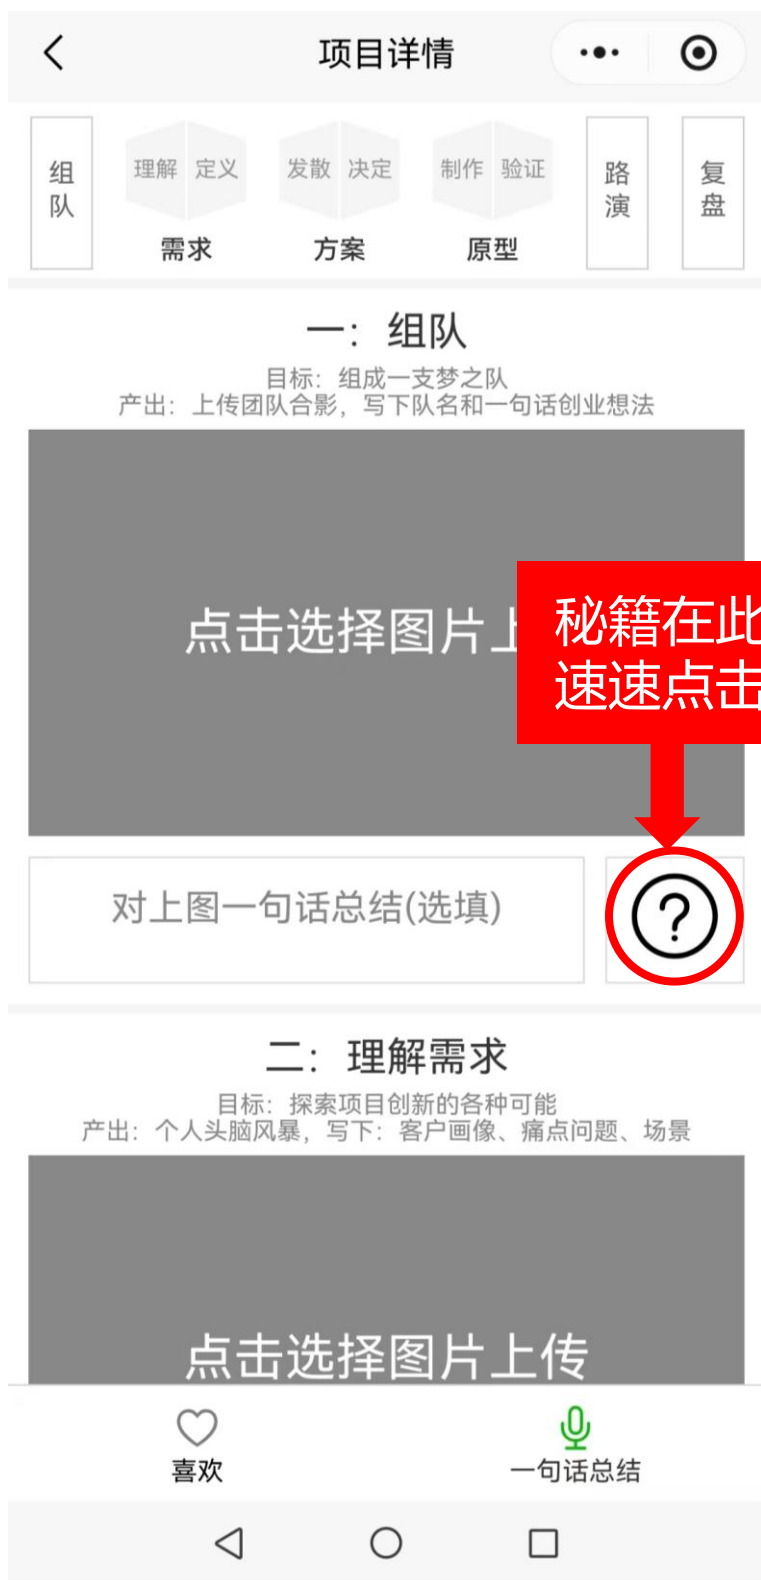 项目详情
组队
理解 定义
需求
发散 决定
方案
制作 验证
原型
路演
复盘
一：组队
目标：组成一支梦之队
产出：上传团队合影，写下队名和一句话创业想法
点击选择图片上
秘籍在此
速速点击
对上图一句话总结(选填)
?
二：理解需求
目标：探索项目创新的各种可能
产出：个人头脑风暴，写下：客户画像、痛点问题、场景
点击选择图片上传
喜欢
一句话总结